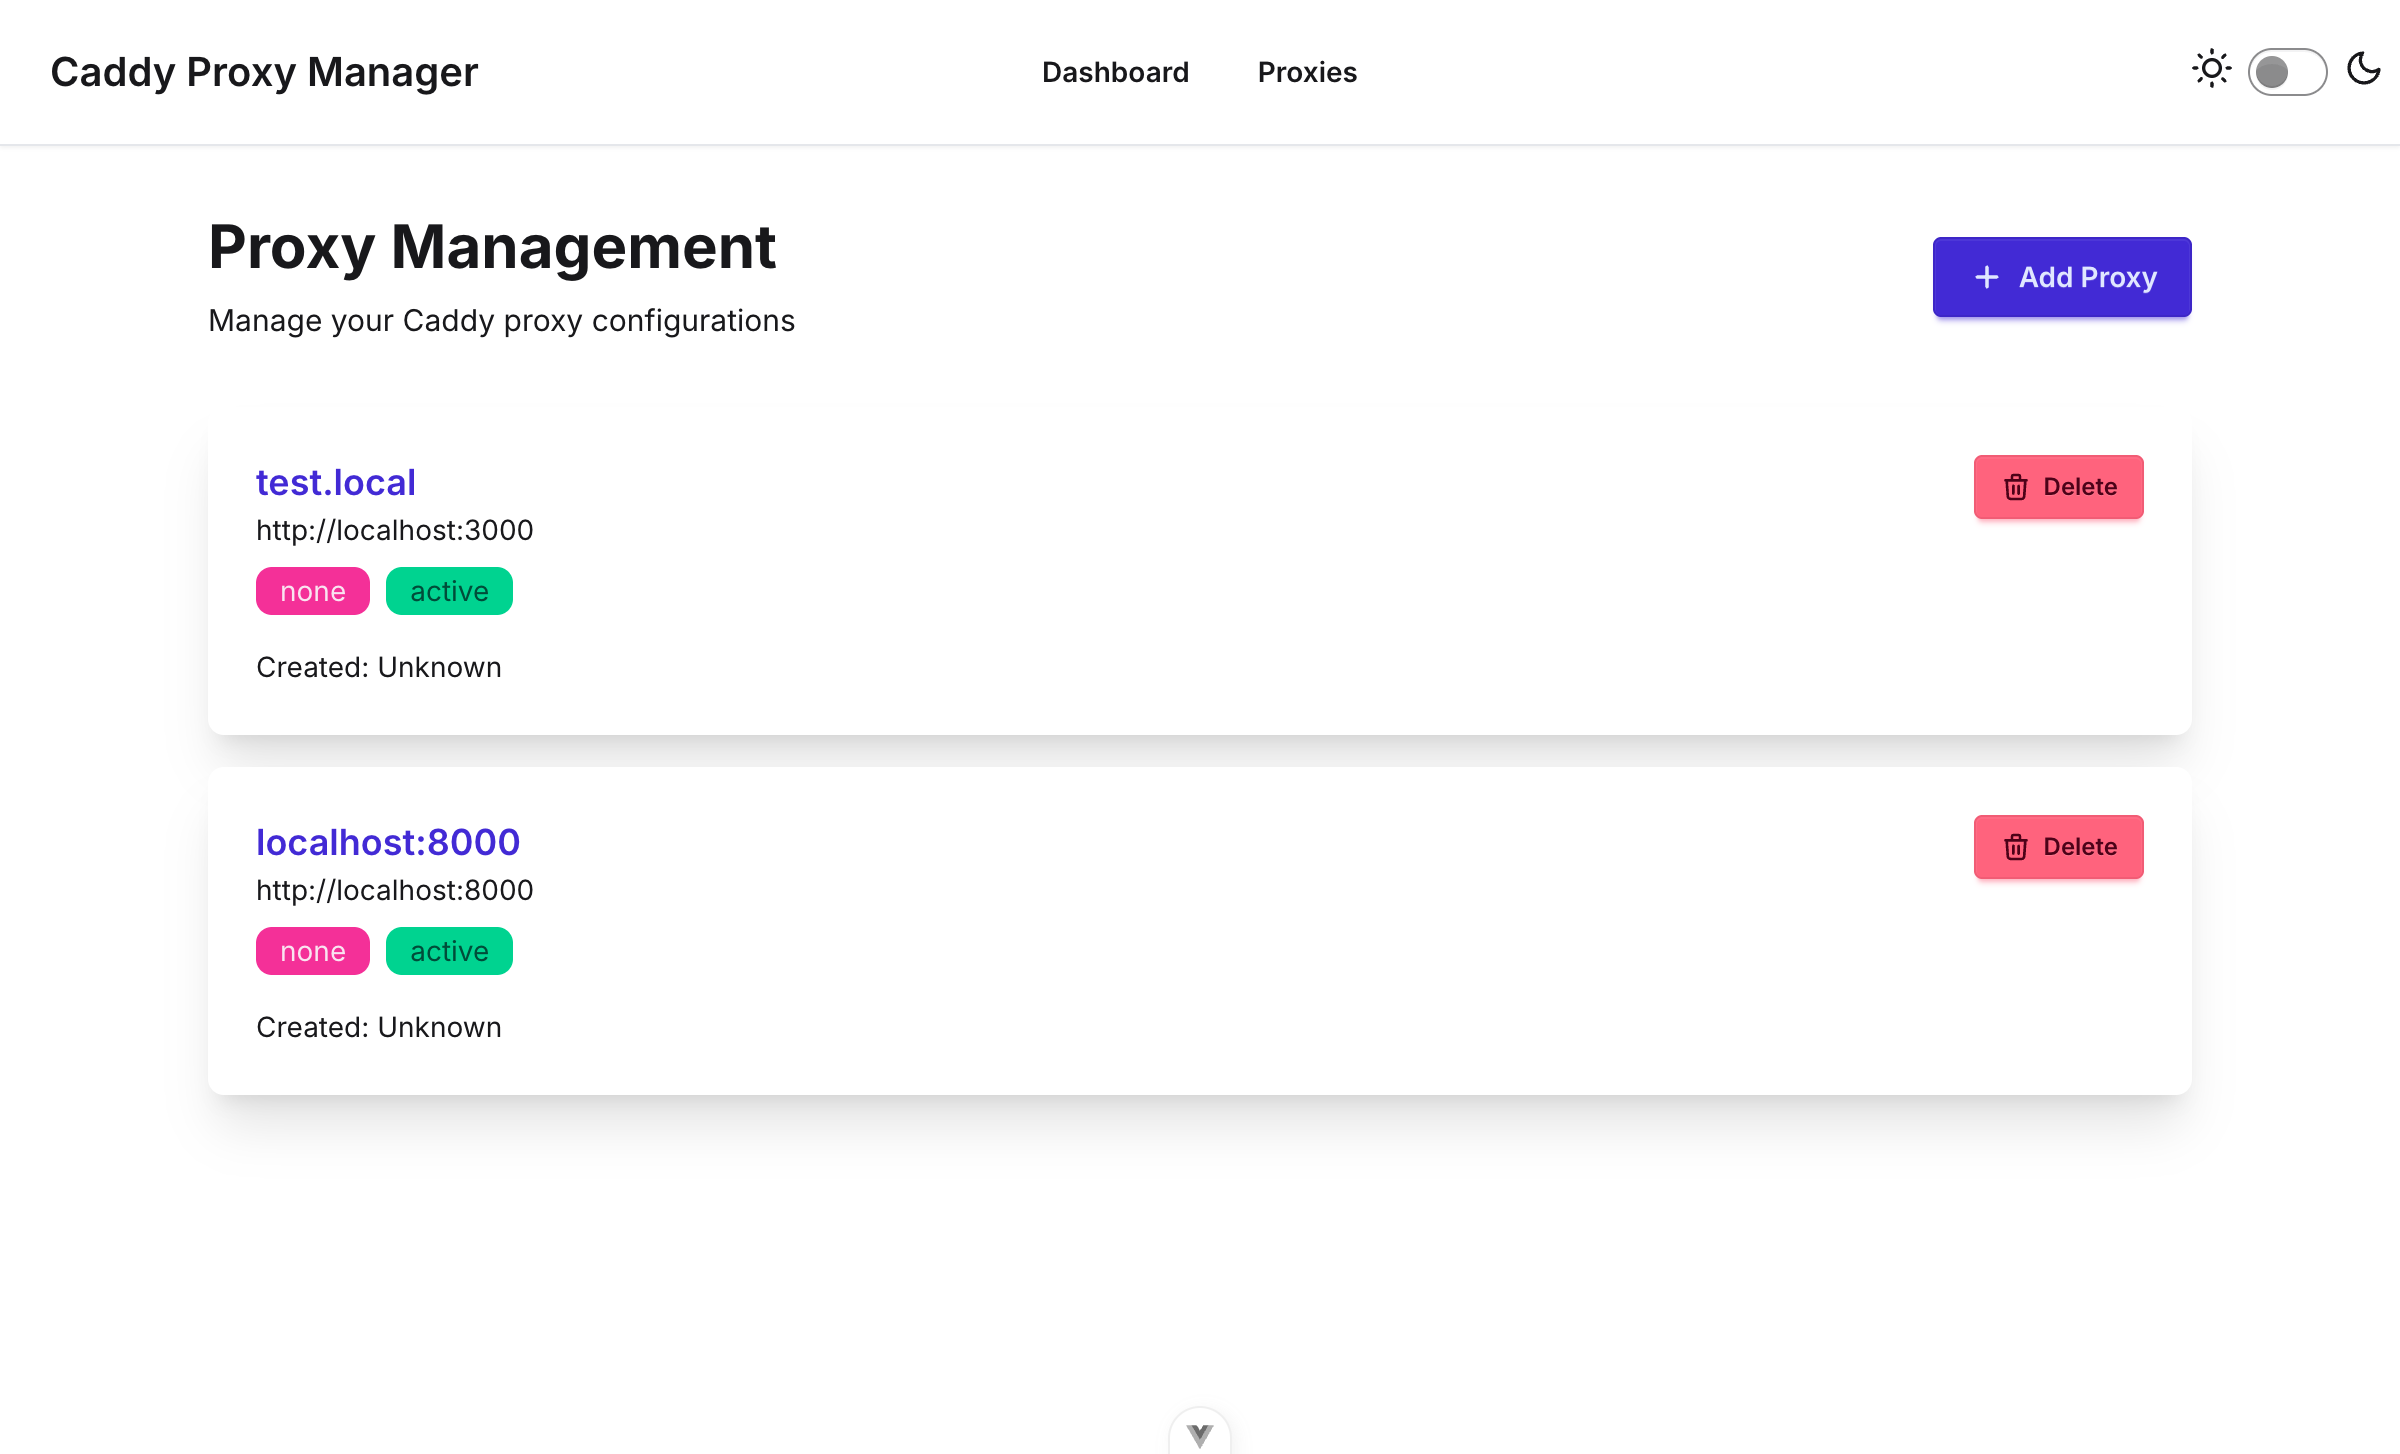 Caddy Proxy Manager
Dashboard
Proxies
Proxy Management
Manage your Caddy proxy configurations
Add Proxy
test.local
http://localhost:3000
none
active
Created: Unknown
Delete
localhost:8000
http://localhost:8000
none
active
Created: Unknown
Delete